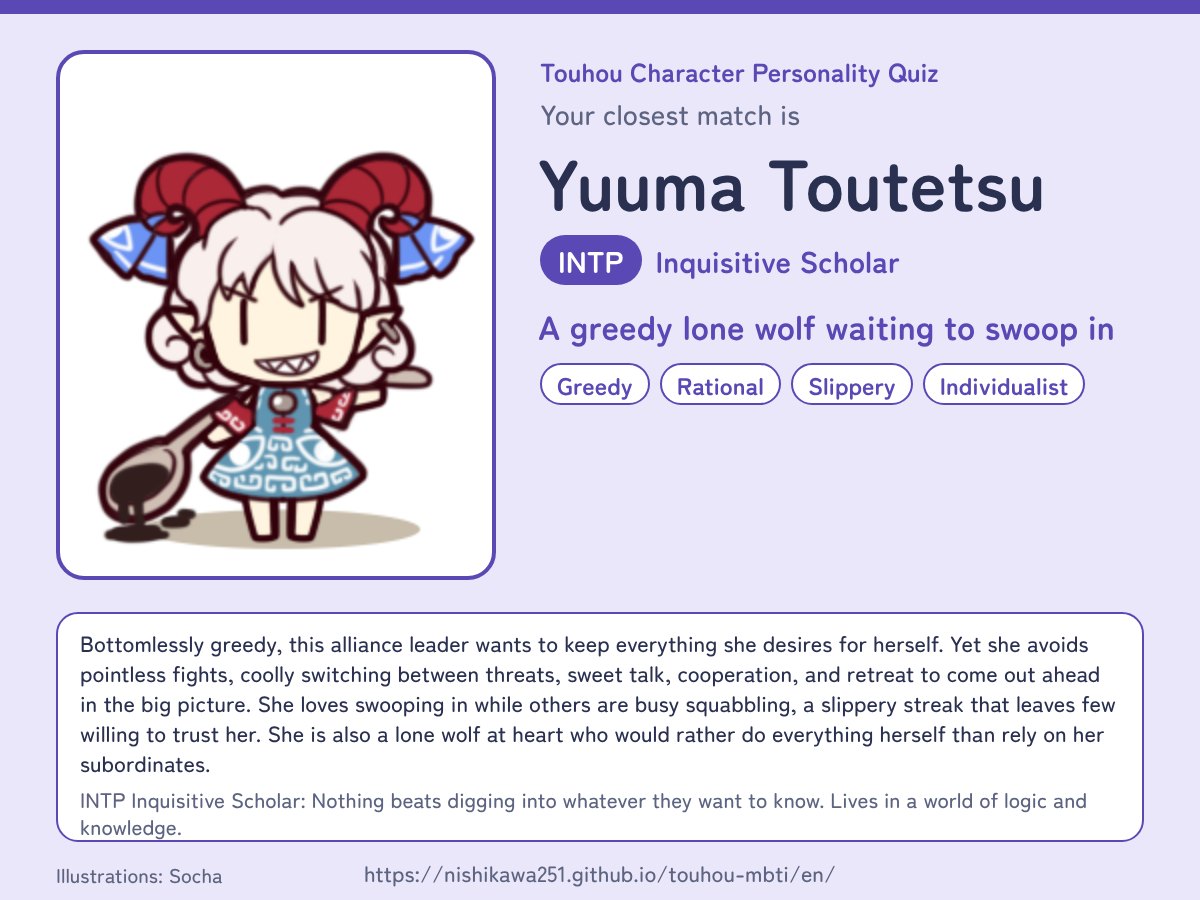 Touhou Character Personality Quiz
Your closest match is
Yuuma Toutetsu
INTP Inquisitive Scholar
A greedy lone wolf waiting to swoop in
Greedy Rational Slippery Individualist
Bottomlessly greedy, this alliance leader wants to keep everything she desires for herself. Yet she avoids
pointless fights, coolly switching between threats, sweet talk, cooperation, and retreat to come out ahead
in the big picture. She loves swooping in while others are busy squabbling, a slippery streak that leaves few
willing to trust her. She is also a lone wolf at heart who would rather do everything herself than rely on her
subordinates.
INTP Inquisitive Scholar: Nothing beats digging into whatever they want to know. Lives in a world of logic and
knowledge.
Illustrations: Socha https://nishikawa251.github.io/touhou-mbti/en/